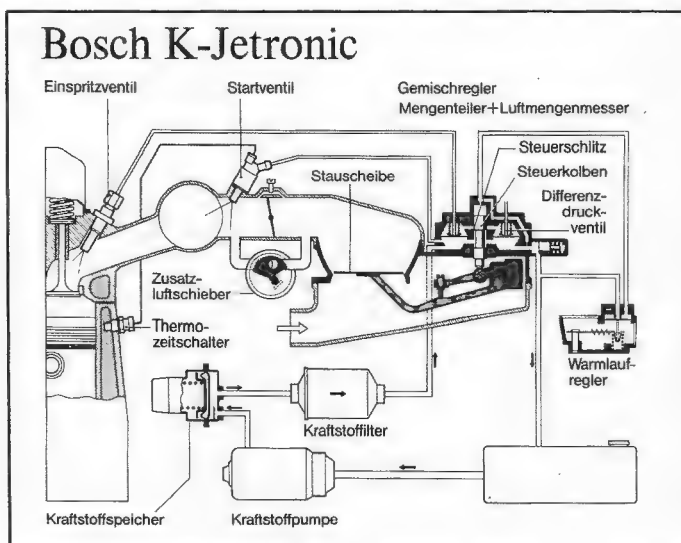 Bosch K-Jetronic
Einspritzventil
Startventil
Gemischregler
Mengenteiler+Luftmengenmesser
Steuerschlitz
Steuerkolben
Stauscheibe
Differenz-
druck-
ventil
Zusatz-
luftschieber
Thermo-
zeitschalter
Warmlauf-
regler
Kraftstoffilter
Kraftstoffspeicher
Kraftstoffpumpe